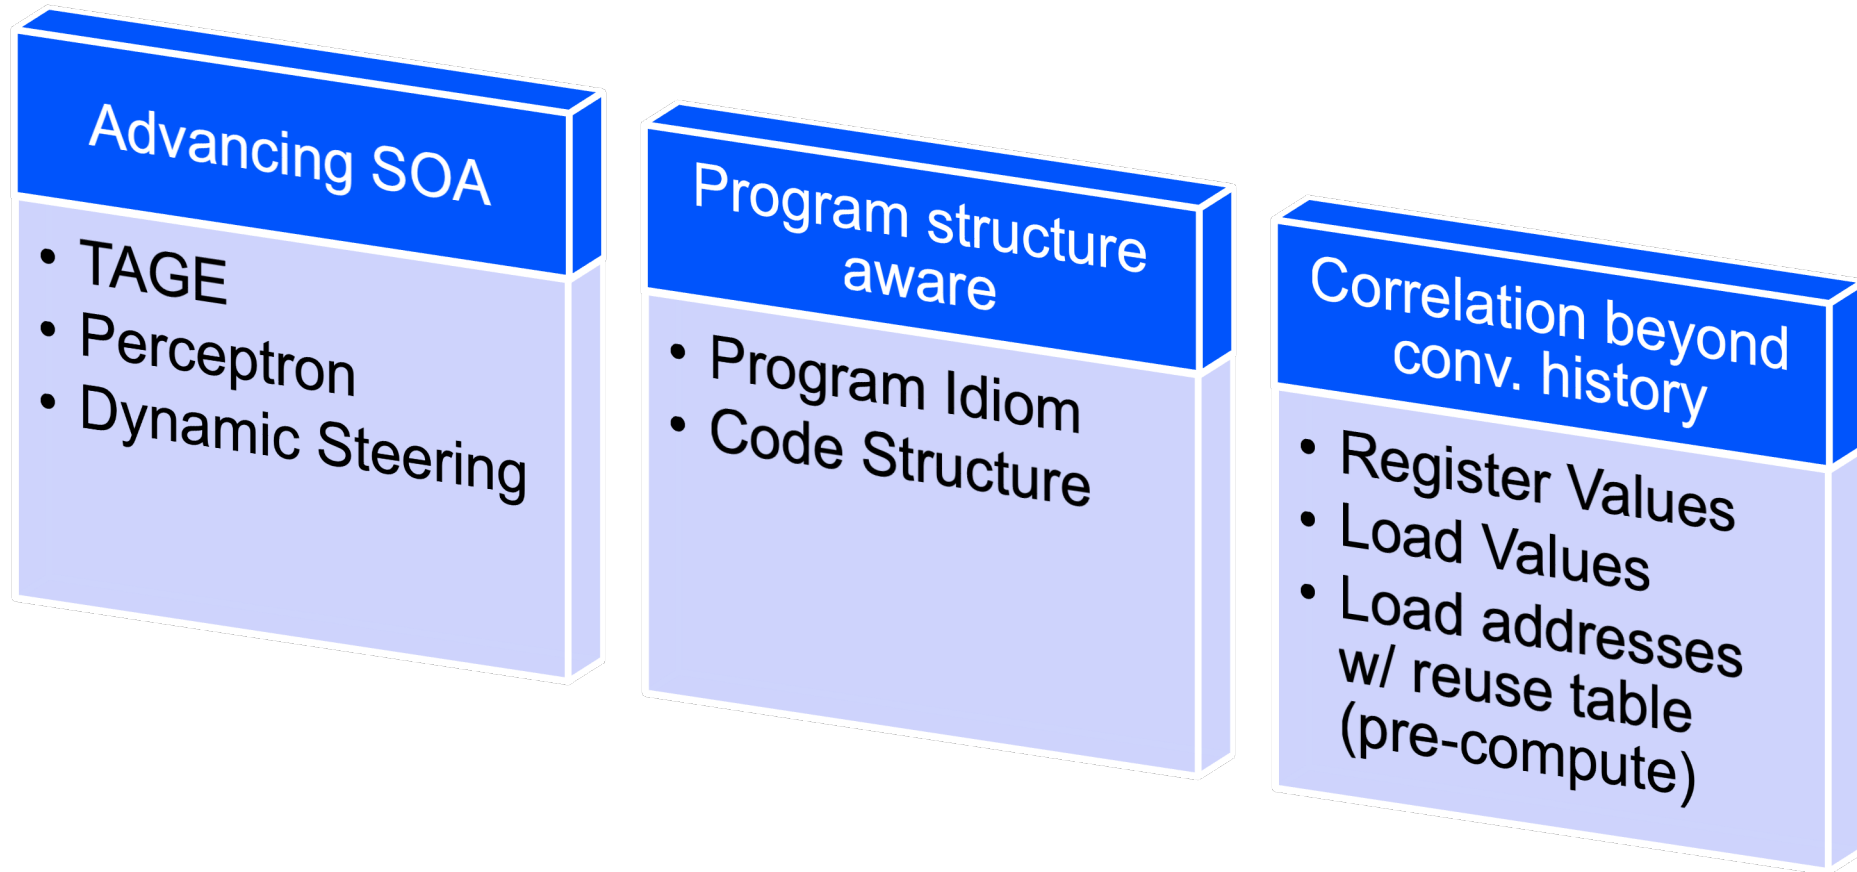 Advancing SOA
• TAGE
• Perceptron
• Dynamic Steering
Program structure
aware
• Program Idiom
• Code Structure
Correlation beyond
conv. history
• Register Values
• Load Values
• Load addresses
w/ reuse table
(pre-compute)